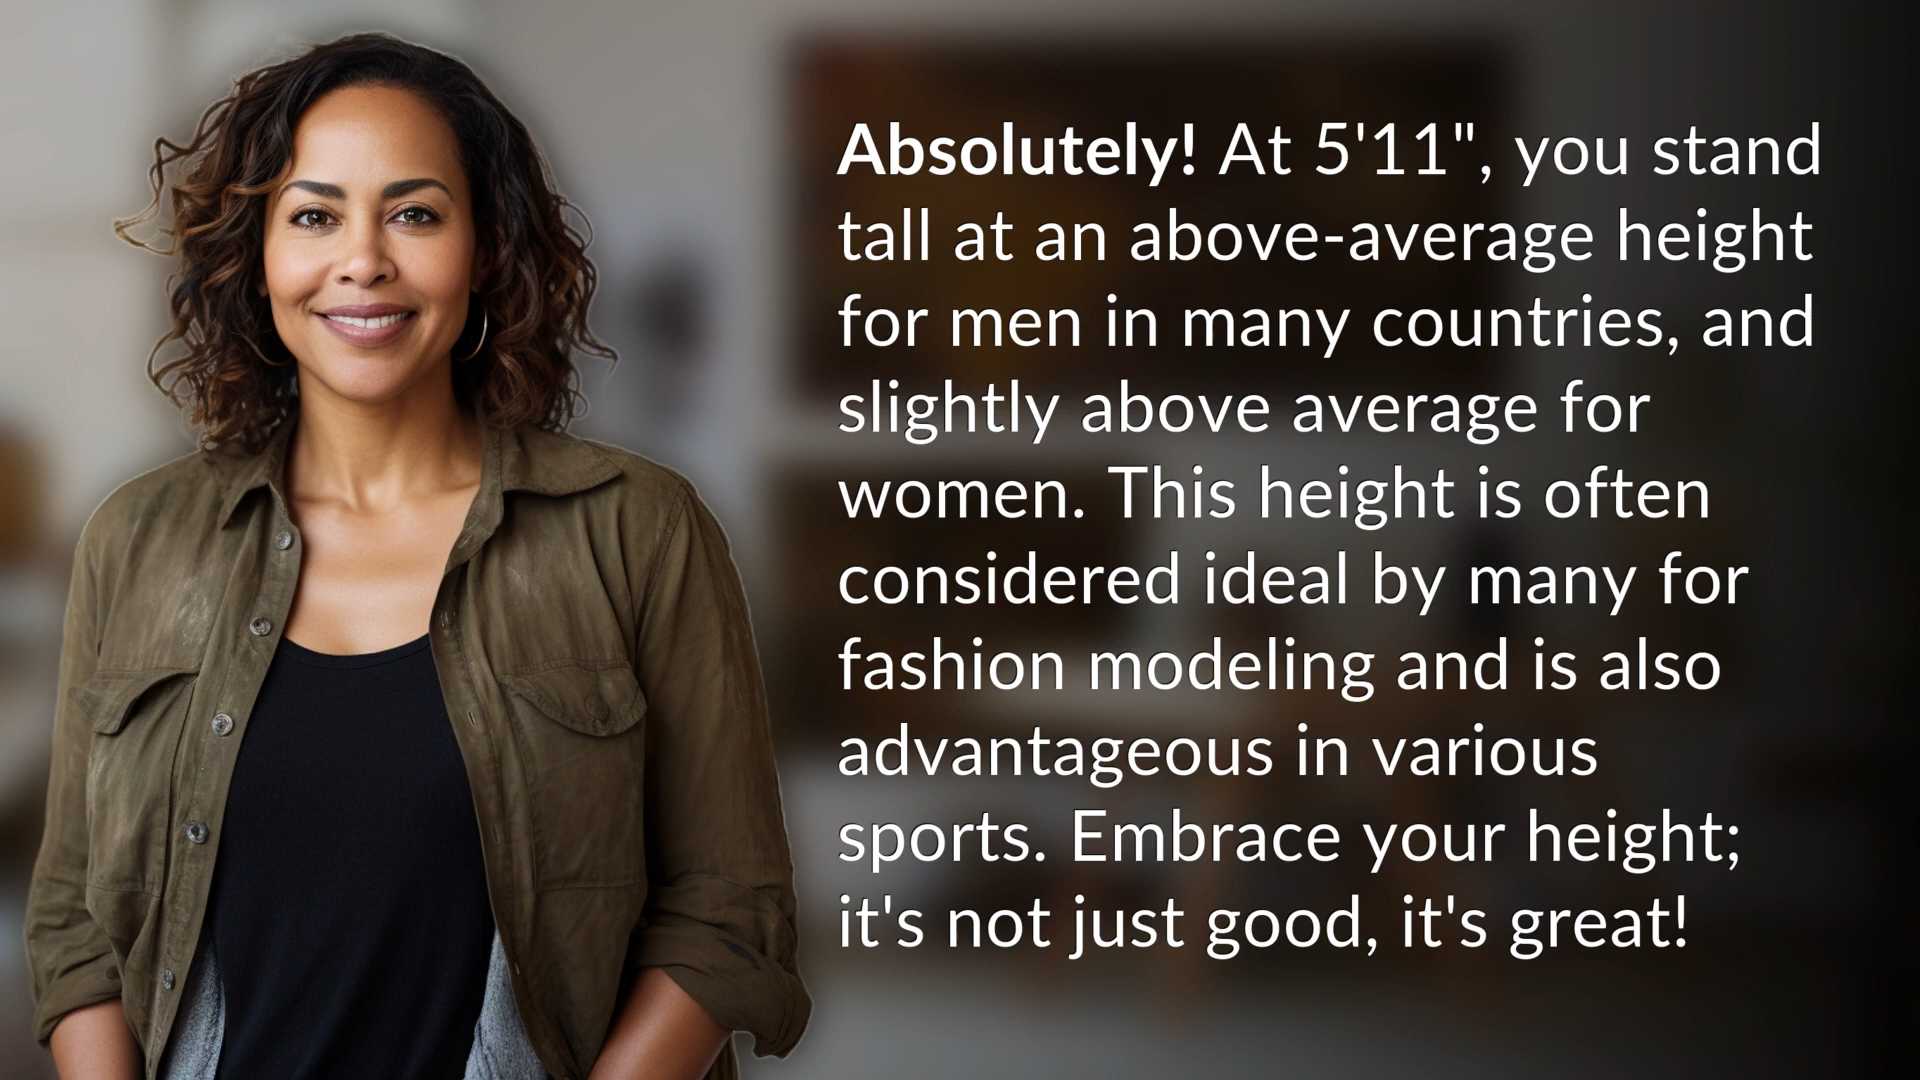 Absolutely! At 5'11", you stand
tall at an above-average height
for men in many countries, and
slightly above average for
women. This height is often
considered ideal by many for
fashion modeling and is also
advantageous in various
sports. Embrace your height;
it's not just good, it's great!